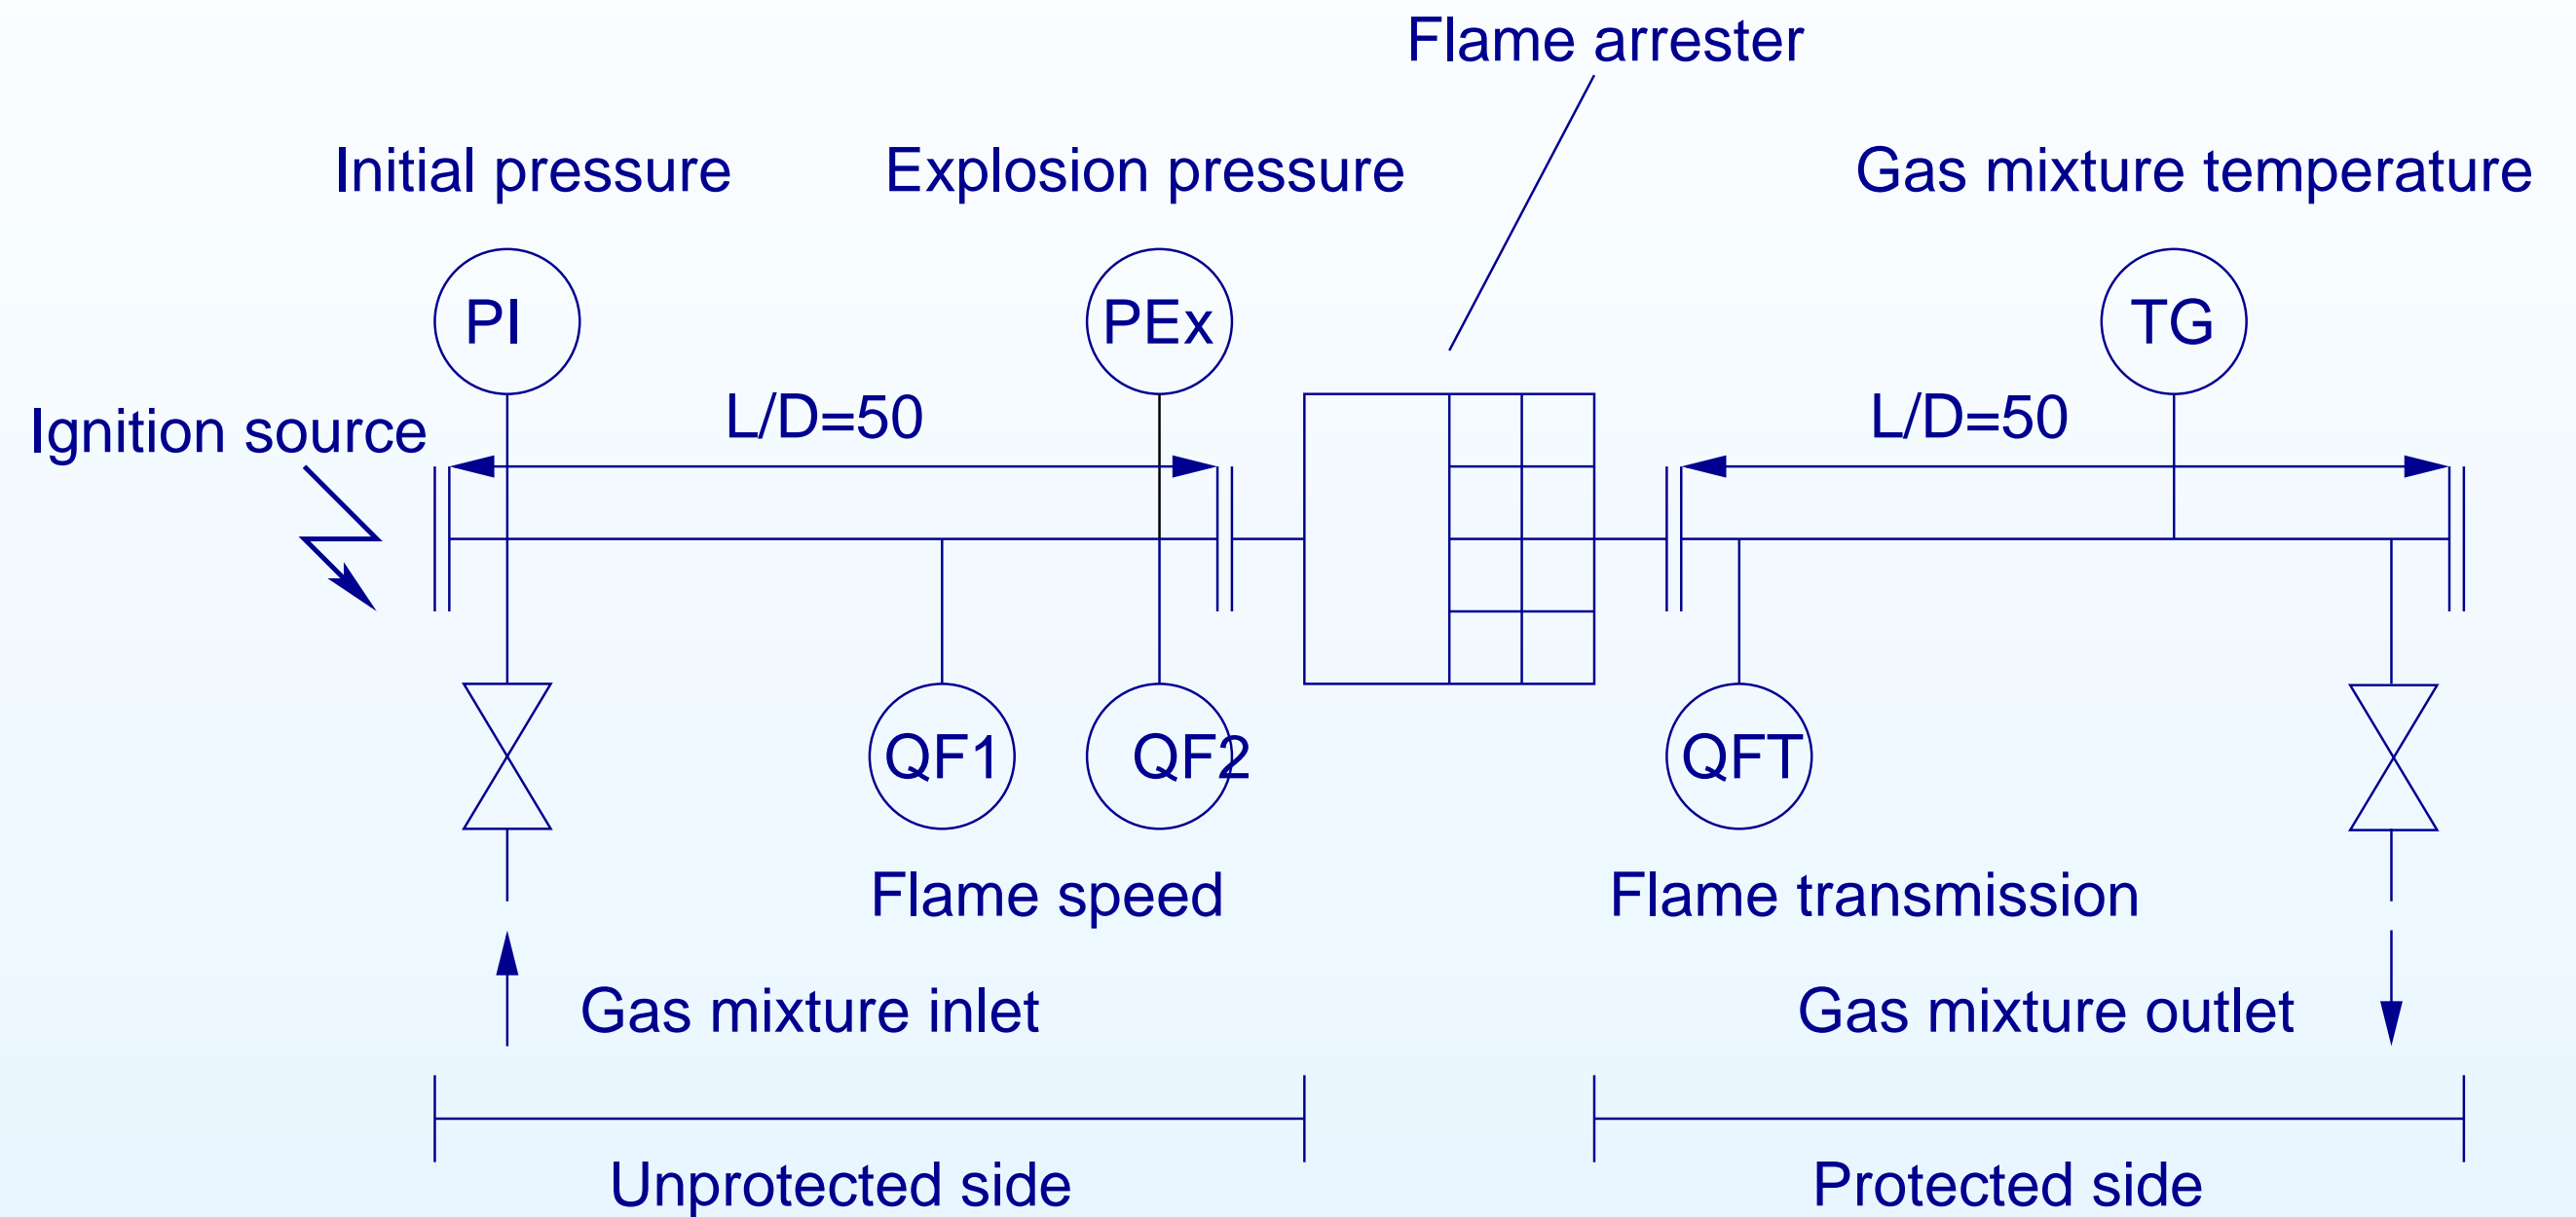 Flame arrester
Initial pressure
Explosion pressure
Gas mixture temperature
PI
PEx
TG
L/D=50
L/D=50
Ignition source
QF1
QF2
QFT
Flame speed
Flame transmission
Gas mixture inlet
Gas mixture outlet
Unprotected side
Protected side